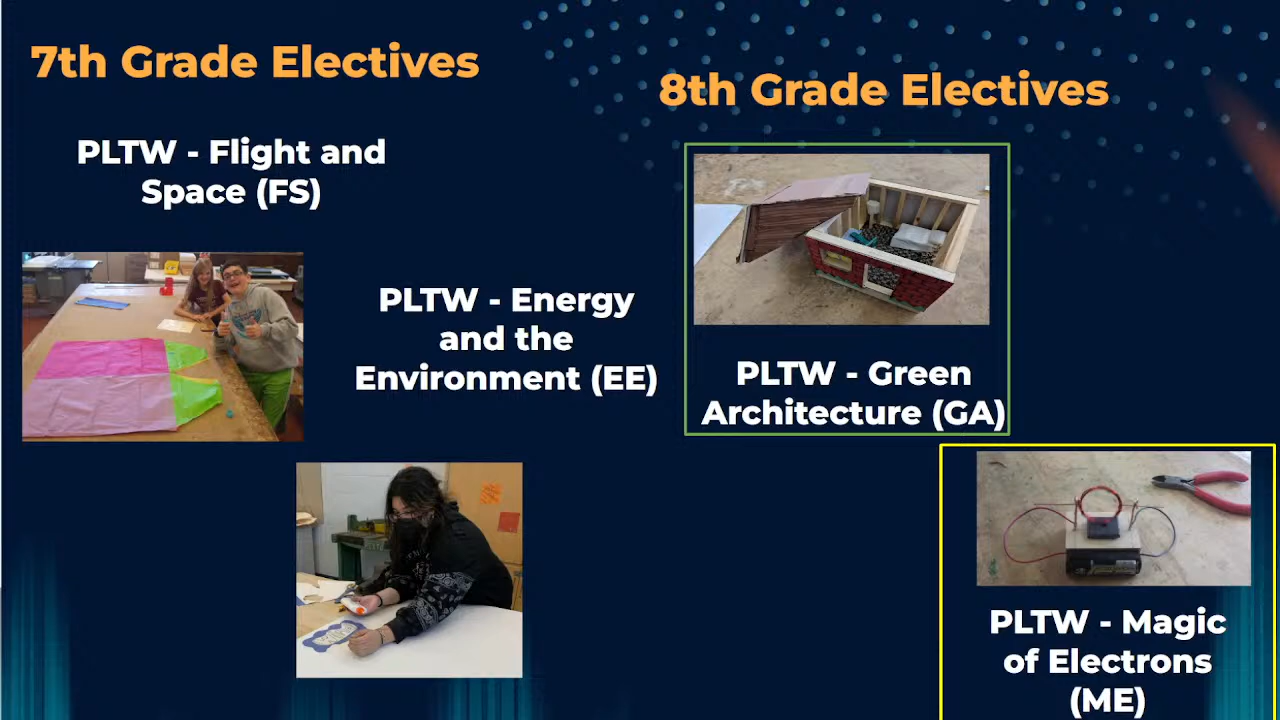 7th Grade Electives
PLTW - Flight and
Space (FS)
PLTW - Energy
and the
Environment (EE)
8th Grade Electives
PLTW - Green
Architecture (GA)
PLTW - Magic
of Electrons
(ME)